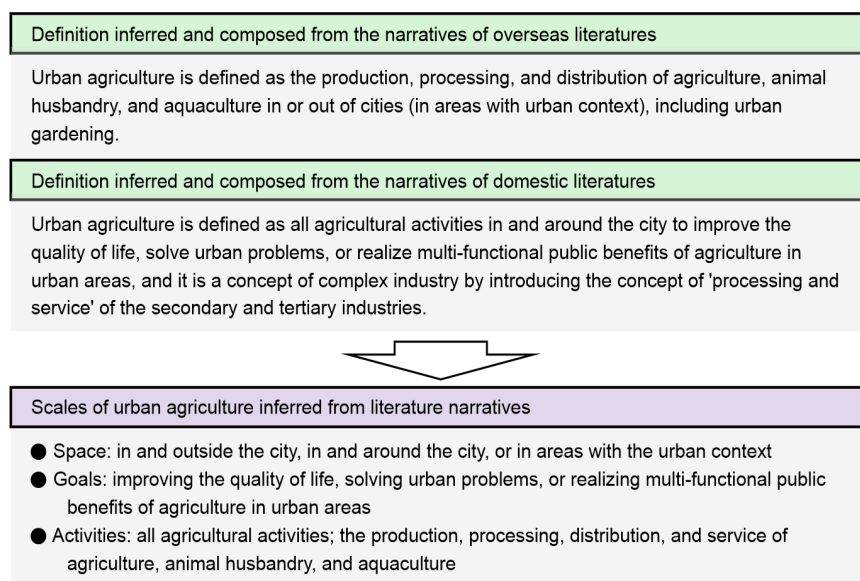 Definition inferred and composed from the narratives of overseas literatures
Urban agriculture is defined as the production, processing, and distribution of agriculture, animal
husbandry, and aquaculture in or out of cities (in areas with urban context), including urban
gardening.
Definition inferred and composed from the narratives of domestic literatures
Urban agriculture is defined as all agricultural activities in and around the city to improve the
quality of life, solve urban problems, or realize multi-functional public benefits of agriculture in
urban areas, and it is a concept of complex industry by introducing the concept of 'processing and
service' of the secondary and tertiary industries.
Scales of urban agriculture inferred from literature narratives
● Space: in and outside the city, in and around the city, or in areas with the urban context
● Goals: improving the quality of life, solving urban problems, or realizing multi-functional public
benefits of agriculture in urban areas
● Activities: all agricultural activities; the production, processing, distribution, and service of
agriculture, animal husbandry, and aquaculture